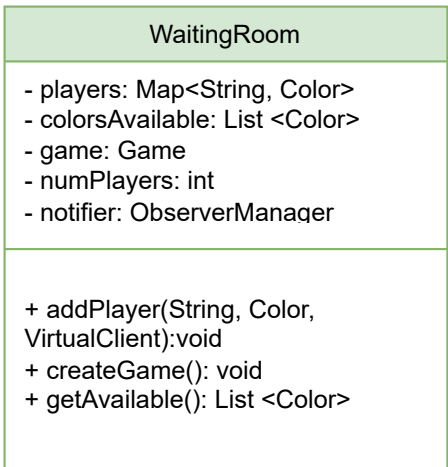 WaitingRoom
- players: Map<String, Color>
- colorsAvailable: List <Color>
- game: Game
- numPlayers: int
- notifier: ObserverManager
+ addPlayer(String, Color,
VirtualClient):void
+ createGame(): void
+ getAvailable(): List <Color>